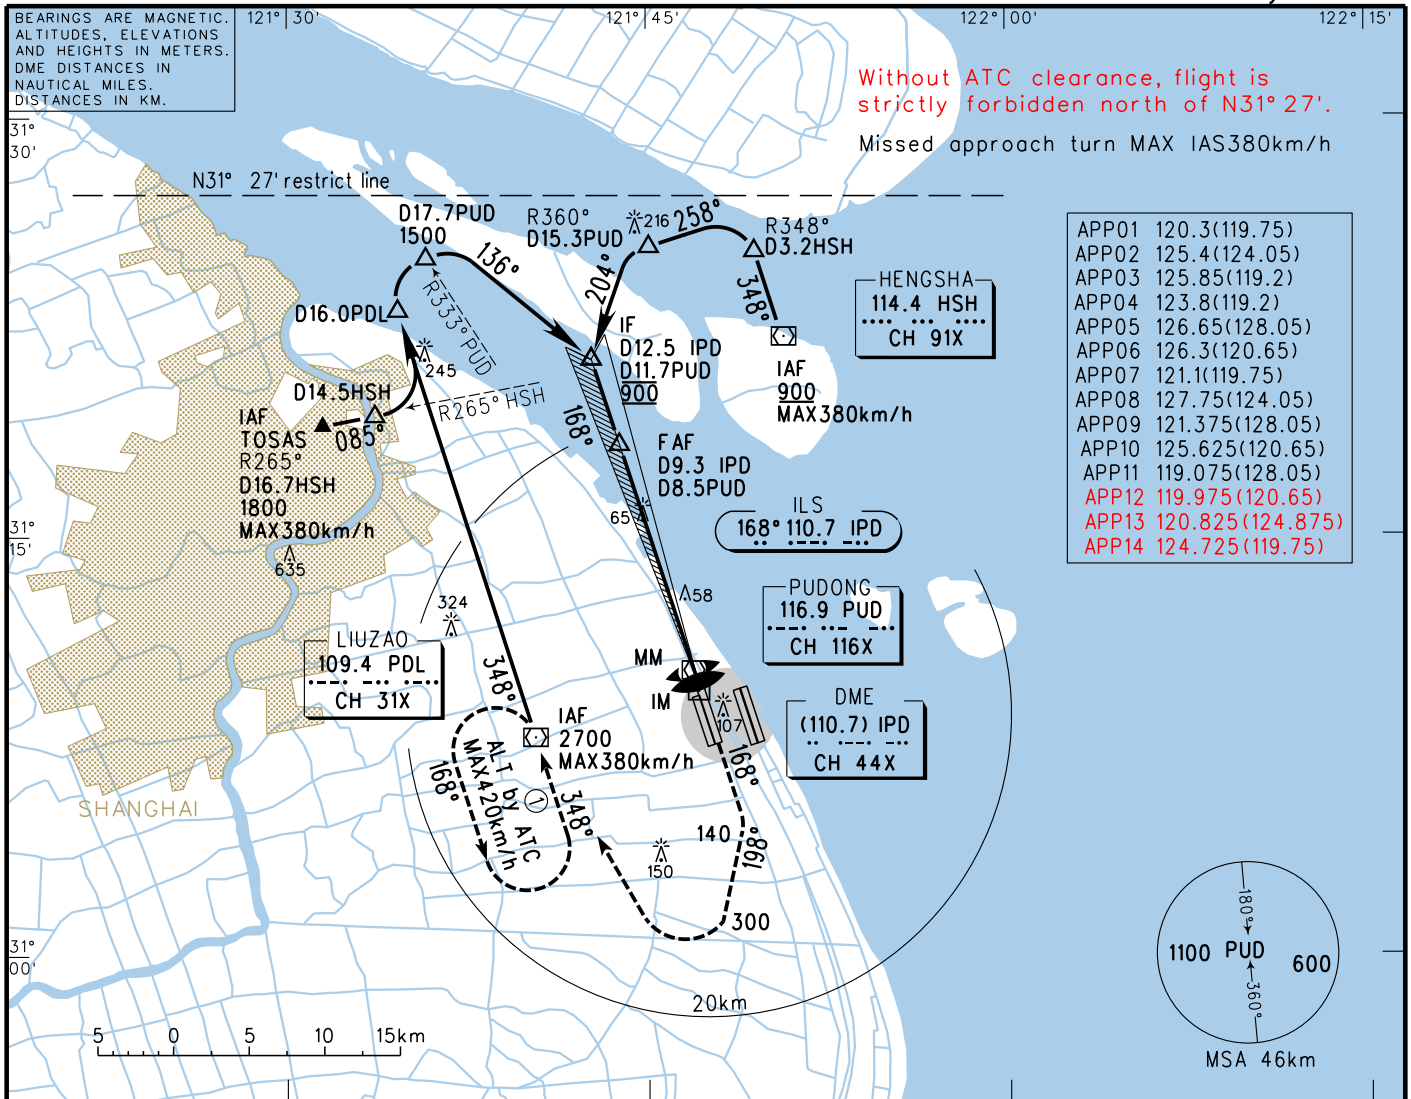 BEARINGS ARE MAGNETIC.
ALTITUDES, ELEVATIONS
AND HEIGHTS IN METERS.
DME DISTANCES IN
NAUTICAL MILES.
DISTANCES IN KM.
121° 30'
121° 45'
122° 00'
122° 15'
Without ATC clearance, flight is
strictly forbidden north of N31° 27'.
Missed approach turn MAX IAS380km/h
31°
30'
N31° 27' restrict line
D17.7PUD
1500
136°
R360°
D15.3PUD
216
258°
R348°
D3.2HSH
204°
348°
D16.0PDL
R333° PUD
245
HENGSHA
114.4 HSH
CH 91X
IF
D12.5 IPD
D11.7PUD
900
IAF
900
MAX380km/h
D14.5HSH
R265° HSH
IAF
TOSAS
R265°
D16.7HSH
1800
MAX380km/h
085°
168°
FAF
D9.3 IPD
D8.5PUD
APP01 120.3(119.75)
APP02 125.4(124.05)
APP03 125.85(119.2)
APP04 123.8(119.2)
APP05 126.65(128.05)
APP06 126.3(120.65)
APP07 121.1(119.75)
APP08 127.75(124.05)
APP09 121.375(128.05)
APP10 125.625(120.65)
APP11 119.075(128.05)
APP12 119.975(120.65)
APP13 120.825(124.875)
APP14 124.725(119.75)
31°
15'
635
65
ILS
168° 110.7 IPD
58
324
LIUZAO
109.4 PDL
CH 31X
PUDONG
116.9 PUD
CH 116X
MM
IM
107
DME
(110.7) IPD
CH 44X
348°
IAF
2700
MAX380km/h
168°
ALT by ATC
MAX420km/h
168°
1
348°
SHANGHAI
140
198°
150
300
31°
00'
20km
5 0 5 10 15km
180°
1100 PUD 600
360°
MSA 46km